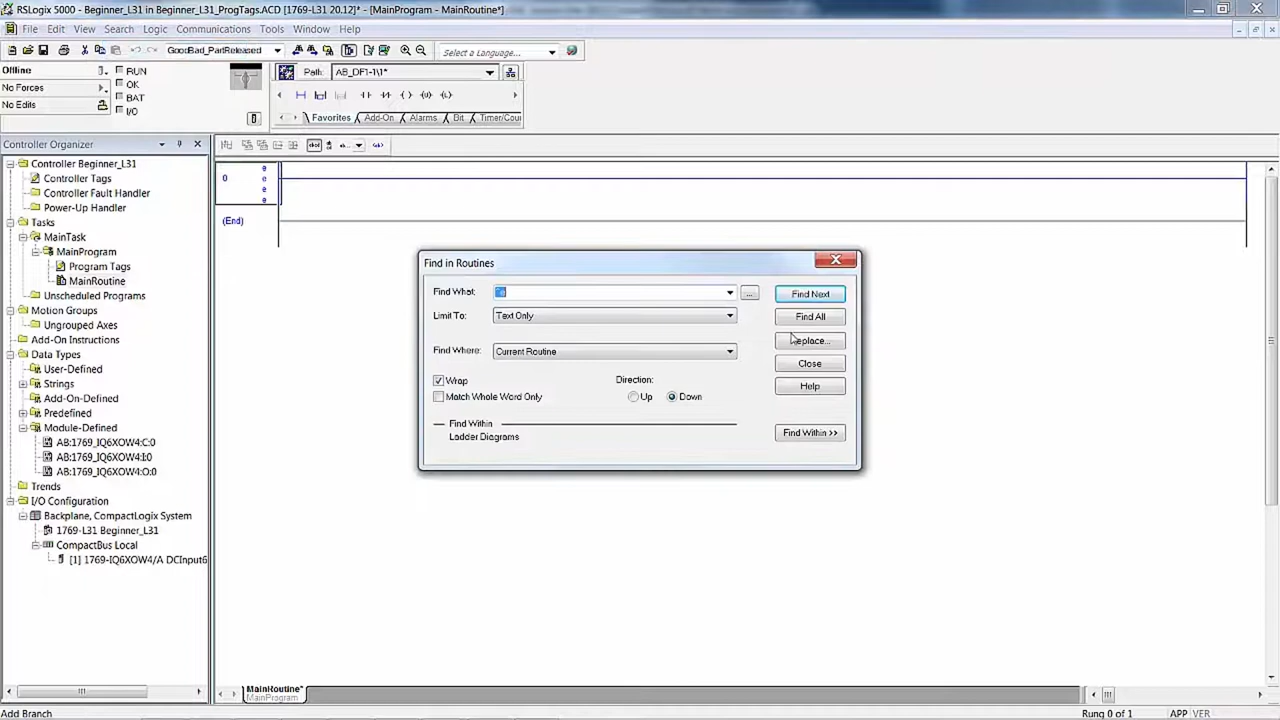 RSLogix 5000 - Beginner_L31 in Beginner_L31_ProgTags.ACD [1769-L31 20.12]* - [MainProgram - MainRoutine*]
File Edit View Search Logic Communications Tools Window Help
GoodBad_PartReleased
Select a Language...
Offline
RUN
Path: AB_DF1-1\1*
No Forces
OK
No Edits
BAT
I/O
Favorites Add-On Alarms Bit Timer/Cou
Controller Organizer
Controller Beginner_L31
Controller Tags
Controller Fault Handler
Power-Up Handler
Tasks
MainTask
MainProgram
Program Tags
MainRoutine
Unscheduled Programs
Motion Groups
Ungrouped Axes
Add-On Instructions
Data Types
User-Defined
Strings
Add-On-Defined
Predefined
Module-Defined
AB:1769_IQ6XOW4:C:0
AB:1769_IQ6XOW4:I:0
AB:1769_IQ6XOW4:O:0
Trends
I/O Configuration
Backplane, CompactLogix System
1769-L31 Beginner_L31
CompactBus Local
[1] 1769-IQ6XOW4/A DCInput6
0
e
e
e
e
(End)
Find in Routines
Find What:
...
Find Next
Limit To: Text Only
Find All
Replace...
Find Where: Current Routine
Close
Wrap
Direction:
Help
Match Whole Word Only
Up Down
Find Within
Ladder Diagrams
Find Within >>
MainRoutine*
MainProgram
Add Branch
Rung 0 of 1 APP VER